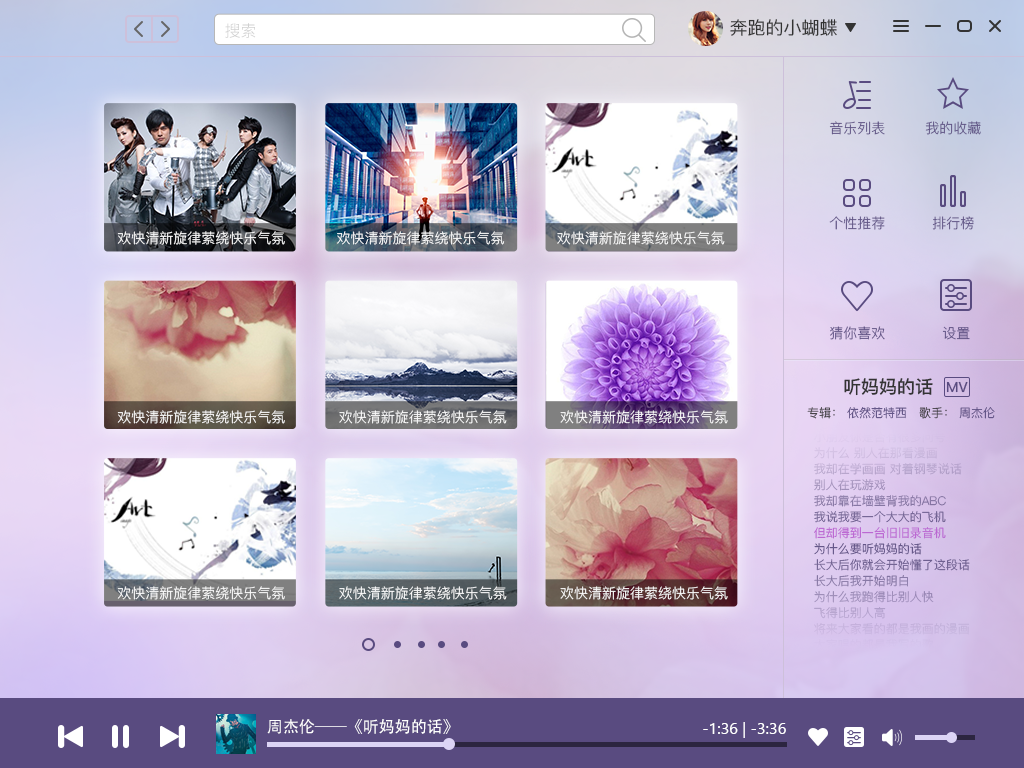 搜索
奔跑的小蝴蝶
音乐列表
我的收藏
个性推荐
排行榜
猜你喜欢
设置
Art
欢快清新旋律萦绕快乐气氛
欢快清新旋律萦绕快乐气氛
欢快清新旋律萦绕快乐气氛
欢快清新旋律萦绕快乐气氛
欢快清新旋律萦绕快乐气氛
欢快清新旋律萦绕快乐气氛
Art
欢快清新旋律萦绕快乐气氛
欢快清新旋律萦绕快乐气氛
欢快清新旋律萦绕快乐气氛
听妈妈的话 MV
专辑: 依然范特西 歌手: 周杰伦
为什么 别人在那看漫画
我却在学画画 对着钢琴说话
别人在玩游戏
我却靠在墙壁背我的ABC
我说我要一个大大的飞机
但却得到一台旧旧录音机
为什么要听妈妈的话
长大后你就会开始懂了这段话
长大后我开始明白
为什么我跑得比别人快
飞得比别人高
将来大家看的都是我画的漫画
周杰伦——《听妈妈的话》
-1:36 | -3:36